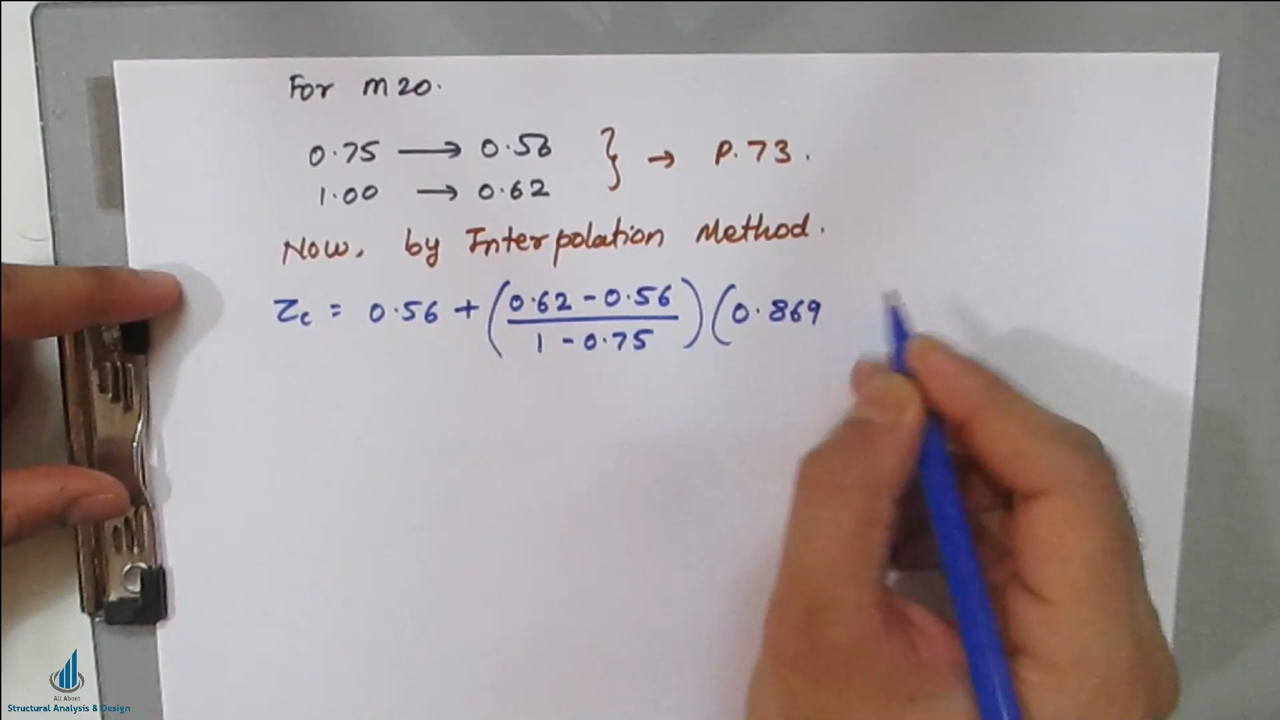 For M20.
0.75 → 0.56 } → P.73.
1.00 → 0.62
Now, by Interpolation Method.
τc = 0.56 + (0.62 - 0.56 / 1 - 0.75) (0.869
All About
Structural Analysis & Design